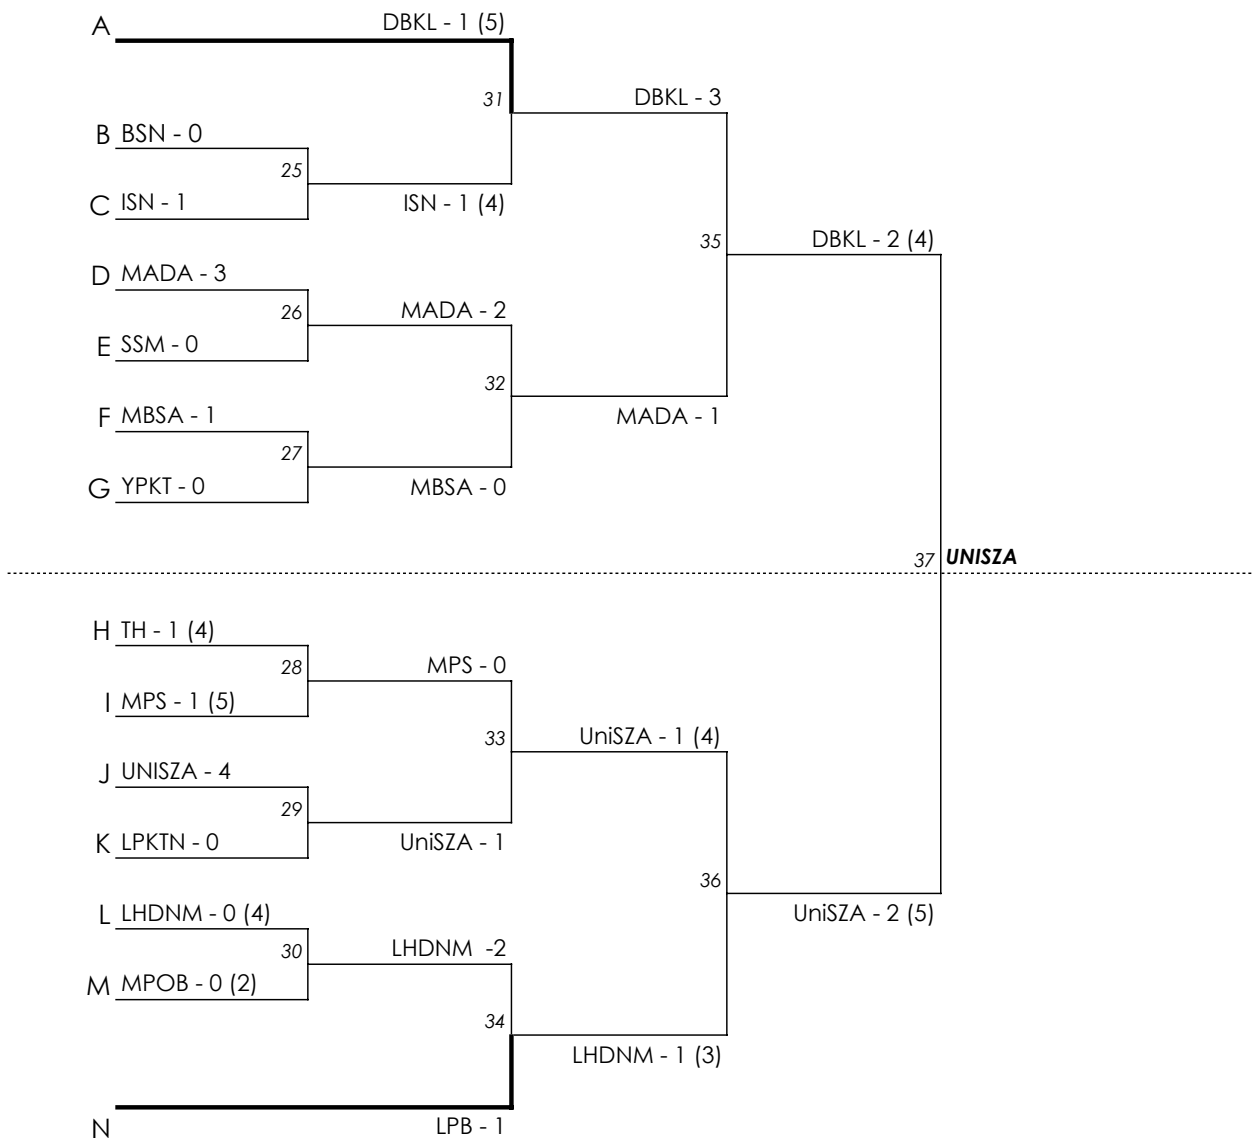 A
DBKL - 1 (5)
31
DBKL - 3
B BSN - 0
25
C ISN - 1
ISN - 1 (4)
35
DBKL - 2 (4)
D MADA - 3
26
MADA - 2
E SSM - 0
32
F MBSA - 1
MADA - 1
27
G YPKT - 0
MBSA - 0
37 UNISZA
H TH - 1 (4)
28
MPS - 0
I MPS - 1 (5)
33
UniSZA - 1 (4)
J UNISZA - 4
29
K LPKTN - 0
UniSZA - 1
36
L LHDNM - 0 (4)
UniSZA - 2 (5)
30
LHDNM -2
M MPOB - 0 (2)
34
LHDNM - 1 (3)
N
LPB - 1